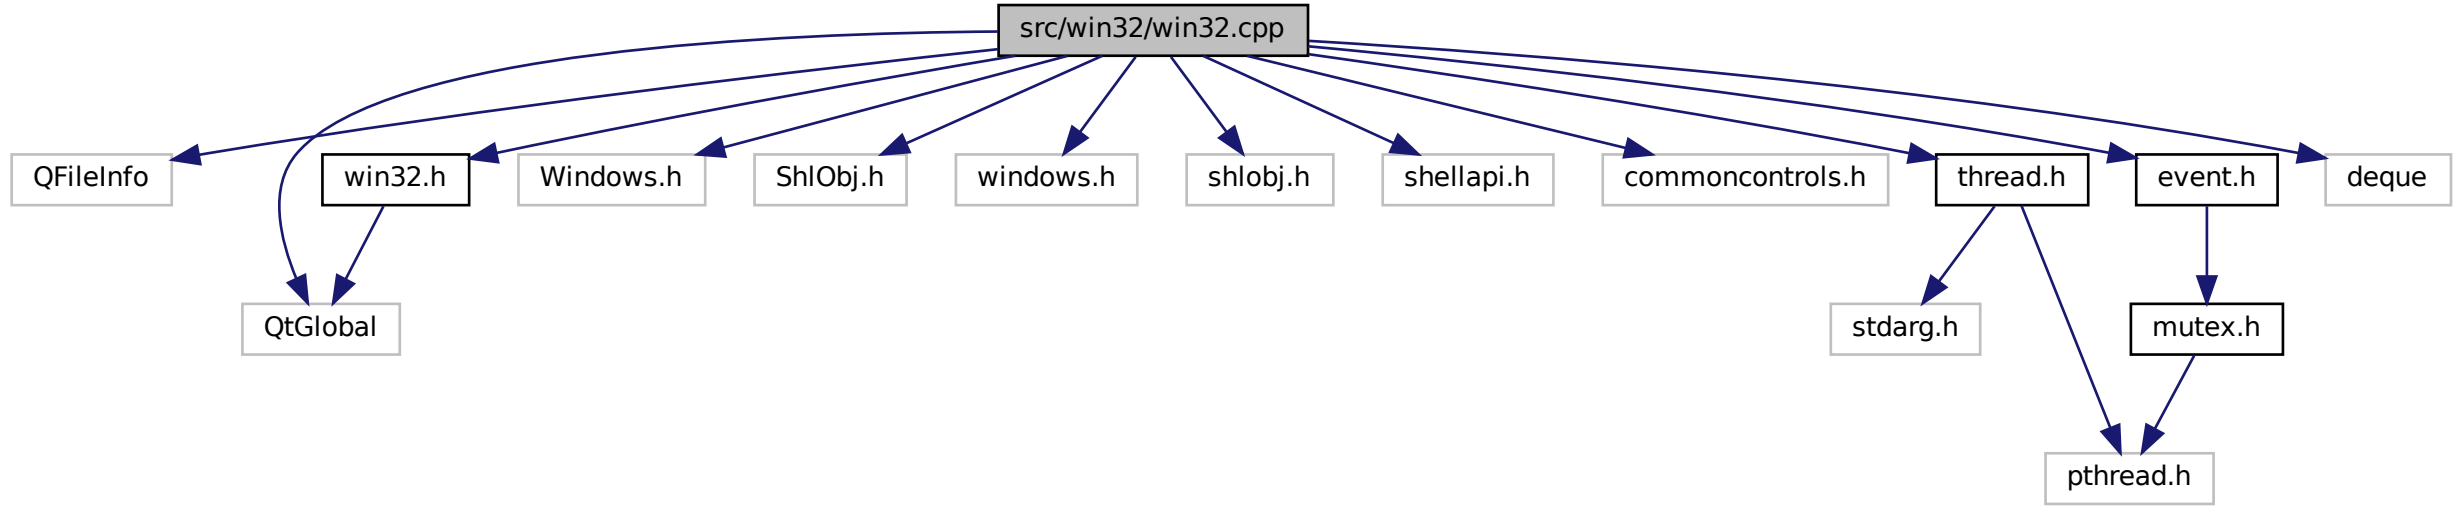 src/win32/win32.cpp
QFileInfo
win32.h
Windows.h
ShlObj.h
windows.h
shlobj.h
shellapi.h
commoncontrols.h
thread.h
event.h
deque
QtGlobal
stdarg.h
mutex.h
pthread.h